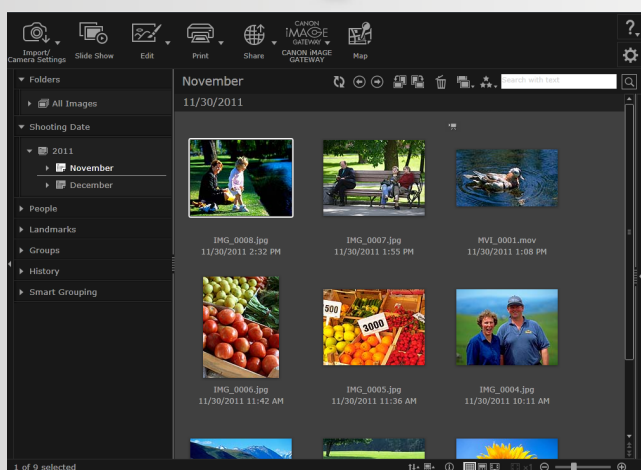 CANON
iMAGE
GATEWAY
Import/
Camera Settings
Slide Show
Edit
Print
Share
CANON iMAGE
GATEWAY
Map
?
Folders
All Images
Shooting Date
2011
November
December
People
Landmarks
Groups
History
Smart Grouping
November
Search with text
11/30/2011
IMG_0008.jpg
11/30/2011 2:32 PM
IMG_0007.jpg
11/30/2011 1:55 PM
MVI_0001.mov
11/30/2011 1:08 PM
500
3000
IMG_0006.jpg
11/30/2011 11:42 AM
IMG_0005.jpg
11/30/2011 11:36 AM
IMG_0004.jpg
11/30/2011 10:11 AM
1 of 9 selected
x1